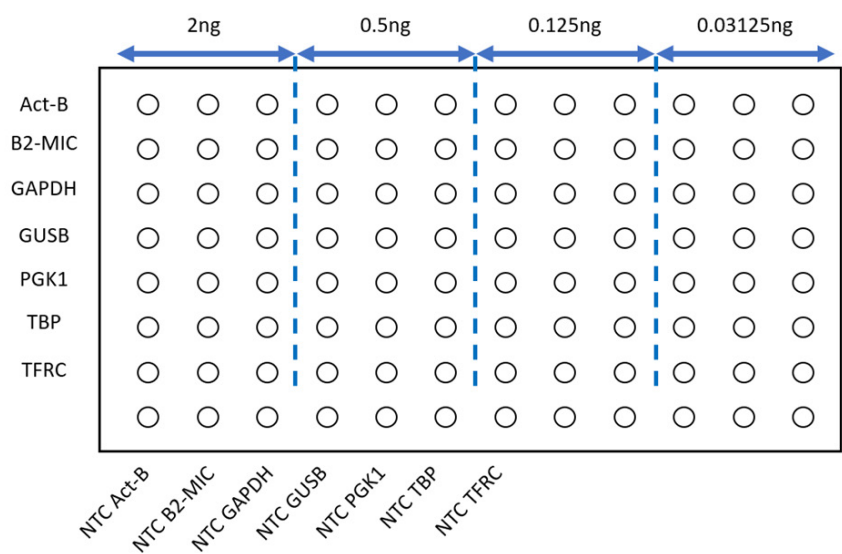 2ng 0.5ng 0.125ng 0.03125ng
Act-B
B2-MIC
GAPDH
GUSB
PGK1
TBP
TFRC
NTC Act-B
NTC B2-MIC
NTC GAPDH
NTC GUSB
NTC PGK1
NTC TBP
NTC TFRC